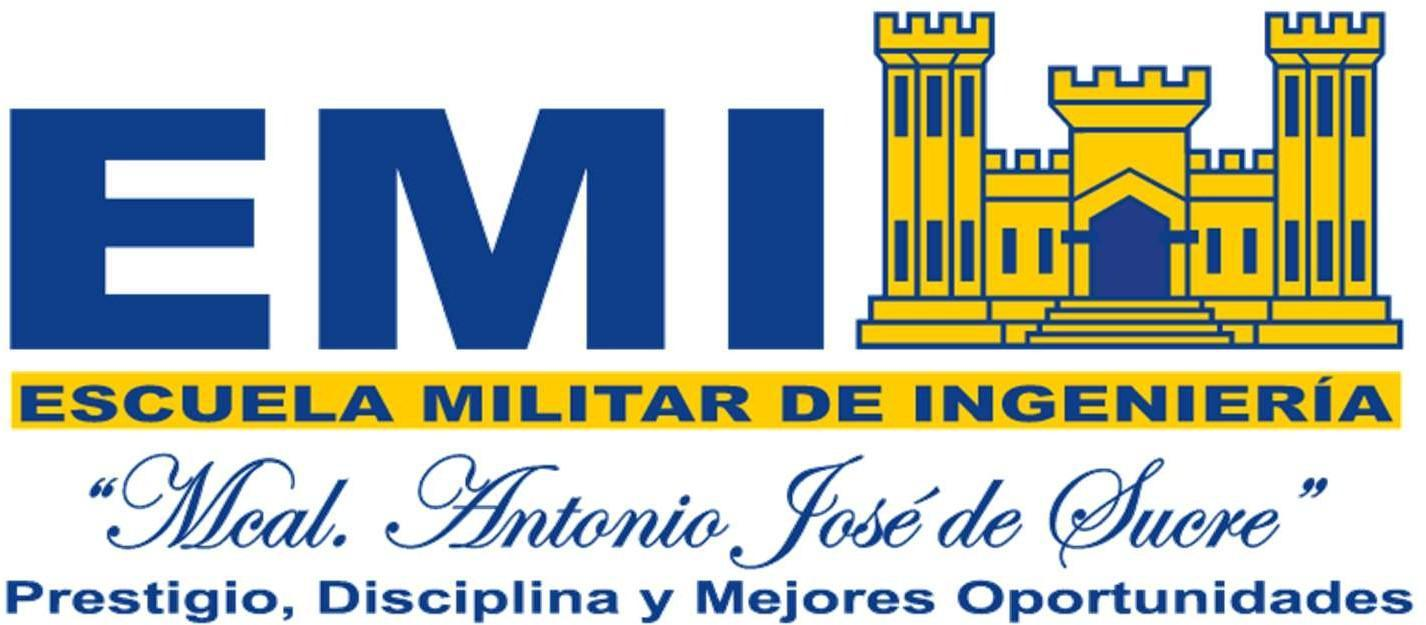 EMI
ESCUELA MILITAR DE INGENIERÍA
“Mcal. Antonio José de Sucre”
Prestigio, Disciplina y Mejores Oportunidades